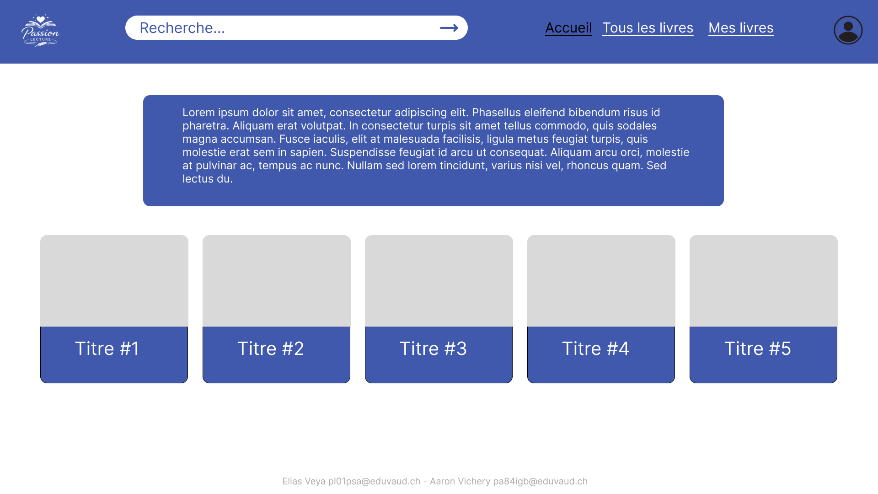 Passion
LECTURE
Recherche...
Accueil Tous les livres Mes livres
Lorem ipsum dolor sit amet, consectetur adipiscing elit. Phasellus eleifend bibendum risus id
pharetra. Aliquam erat volutpat. In consectetur turpis sit amet tellus commodo, quis sodales
magna accumsan. Fusce iaculis, elit at malesuada facilisis, ligula metus feugiat turpis, quis
molestie erat sem in sapien. Suspendisse feugiat id arcu ut consequat. Aliquam arcu orci, molestie
at pulvinar ac, tempus ac nunc. Nullam sed lorem tincidunt, varius nisi vel, rhoncus quam. Sed
lectus du.
Titre #1
Titre #2
Titre #3
Titre #4
Titre #5
Elias Veya pl01psa@eduvaud.ch - Aaron Vichery pa84igb@eduvaud.ch